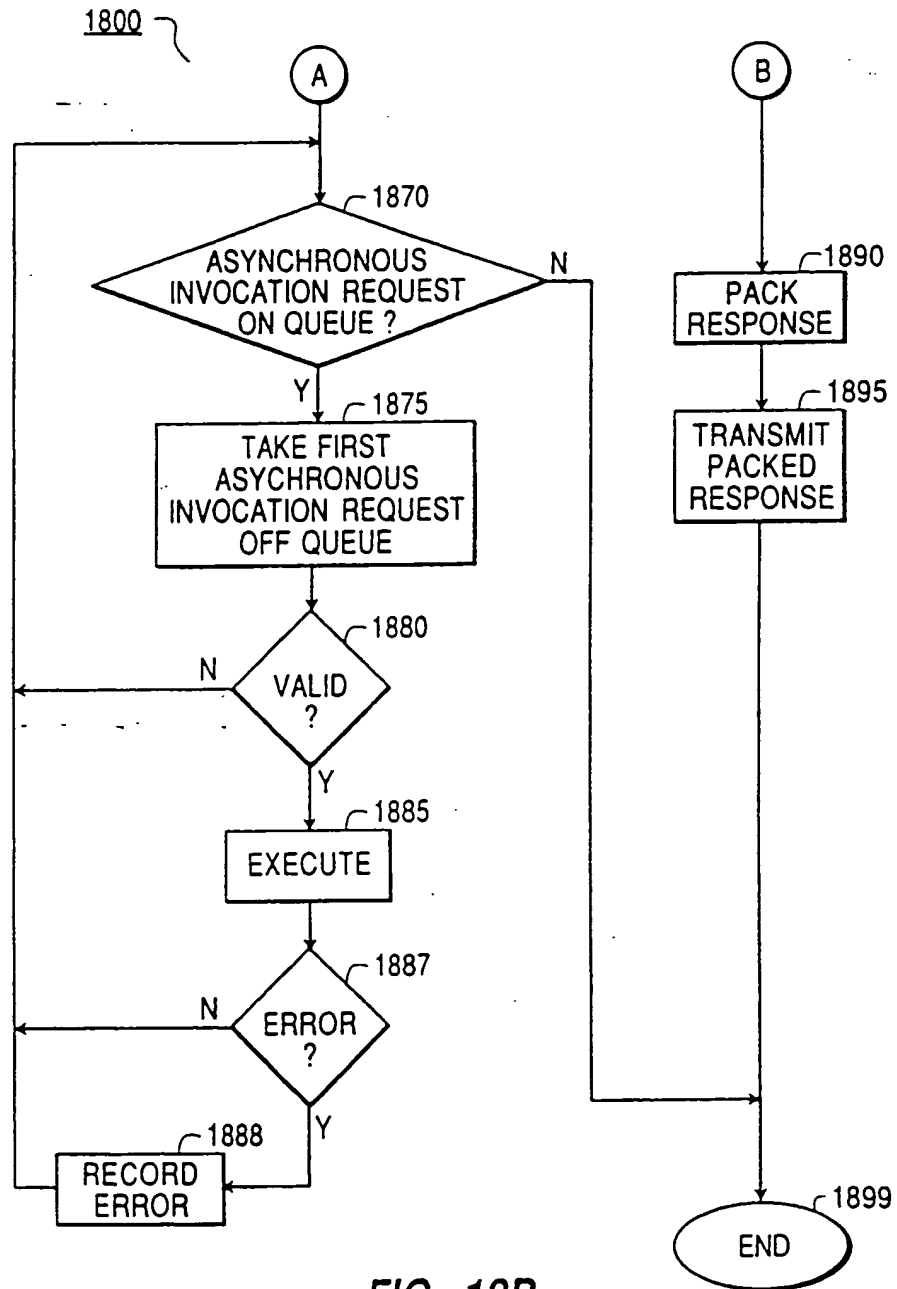 1800
A
B
1870
ASYNCHRONOUS
INVOCATION REQUEST
ON QUEUE ?
N
Y
1875
TAKE FIRST
ASYCHRONOUS
INVOCATION REQUEST
OFF QUEUE
1880
VALID
?
N
Y
1885
EXECUTE
1887
ERROR
?
N
Y
1888
RECORD
ERROR
1890
PACK
RESPONSE
1895
TRANSMIT
PACKED
RESPONSE
1899
END